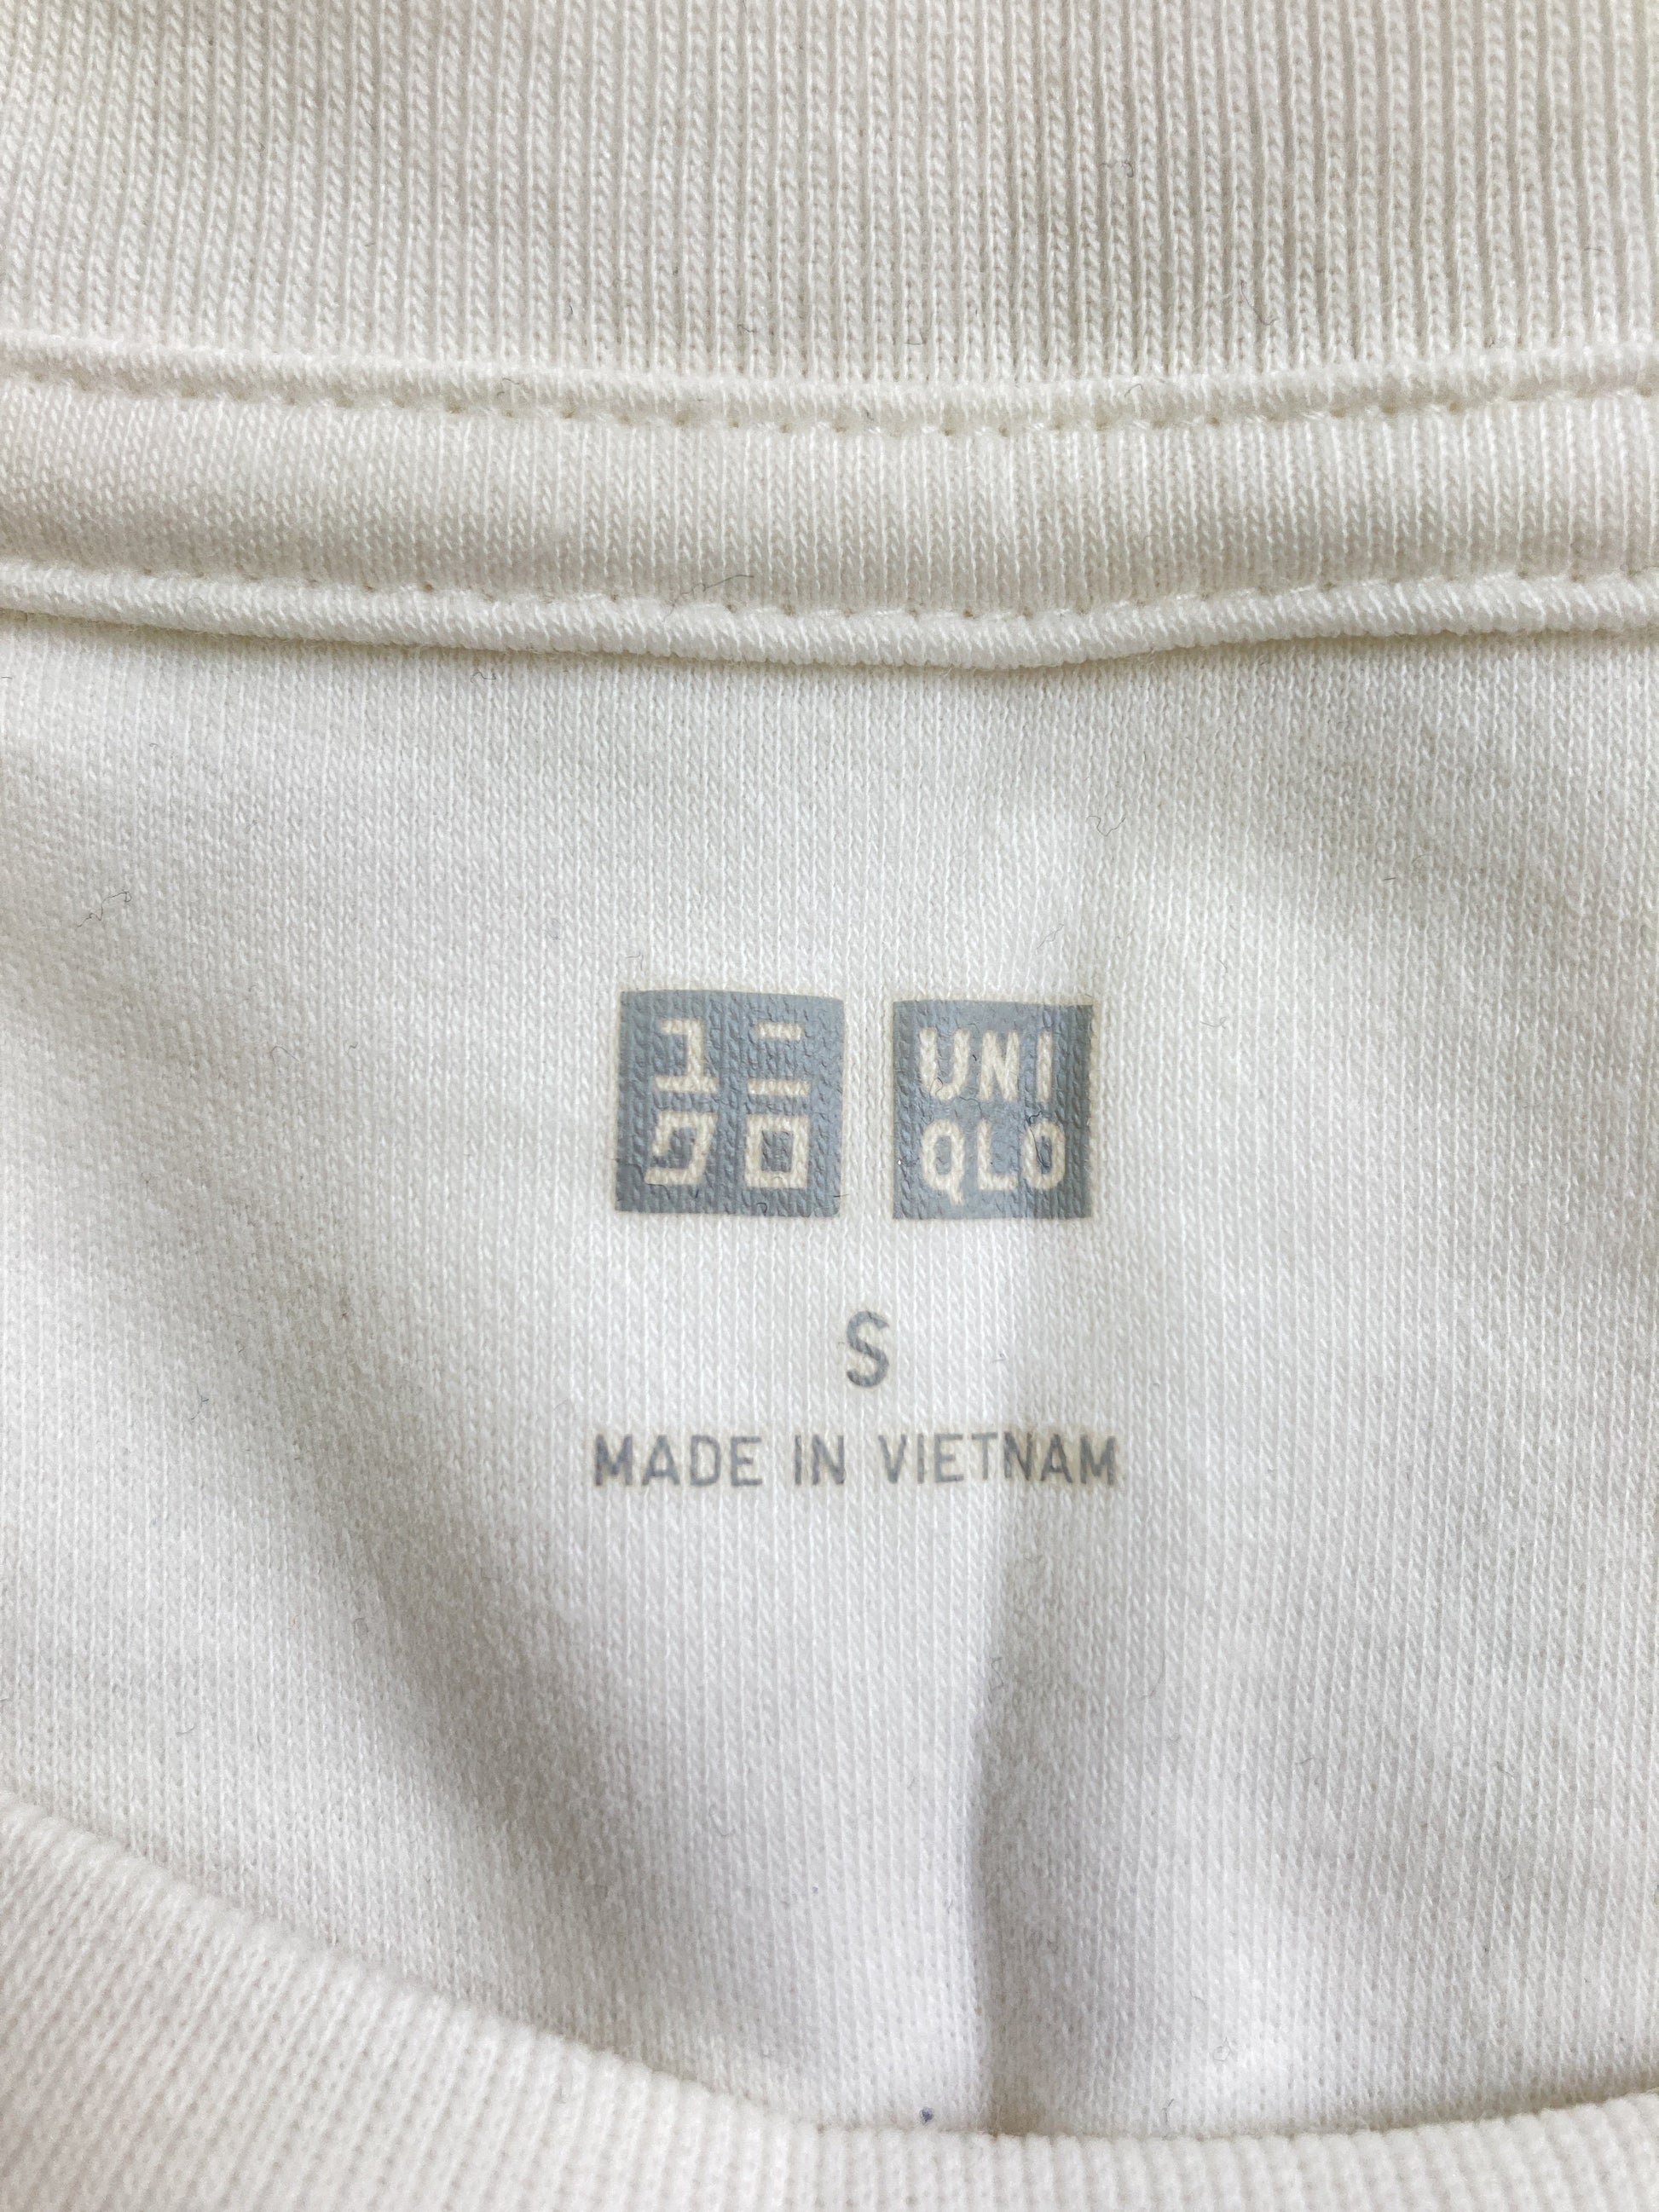 ユニ UNI
クロ QLO
S
MADE IN VIETNAM